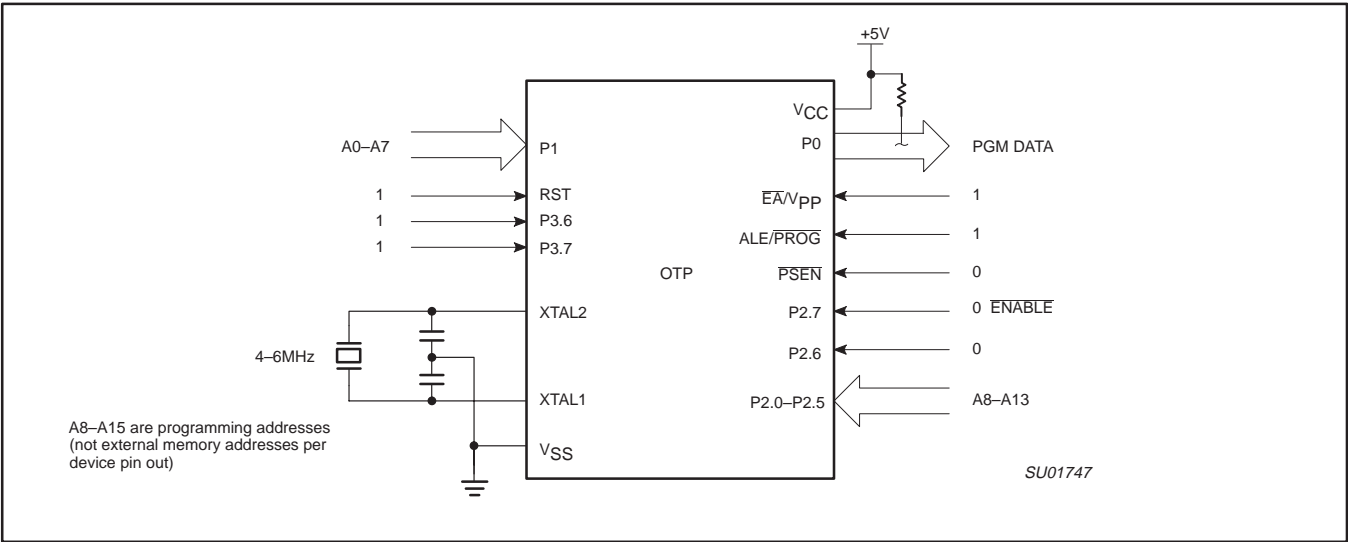 +5V
VCC
A0–A7
P1
P0
PGM DATA
1
RST
EA/VPP
1
1
P3.6
ALE/PROG
1
1
P3.7
OTP
PSEN
0
XTAL2
P2.7
0 ENABLE
4–6MHz
P2.6
0
XTAL1
P2.0–P2.5
A8–A13
A8–A15 are programming addresses
(not external memory addresses per
device pin out)
VSS
SU01747